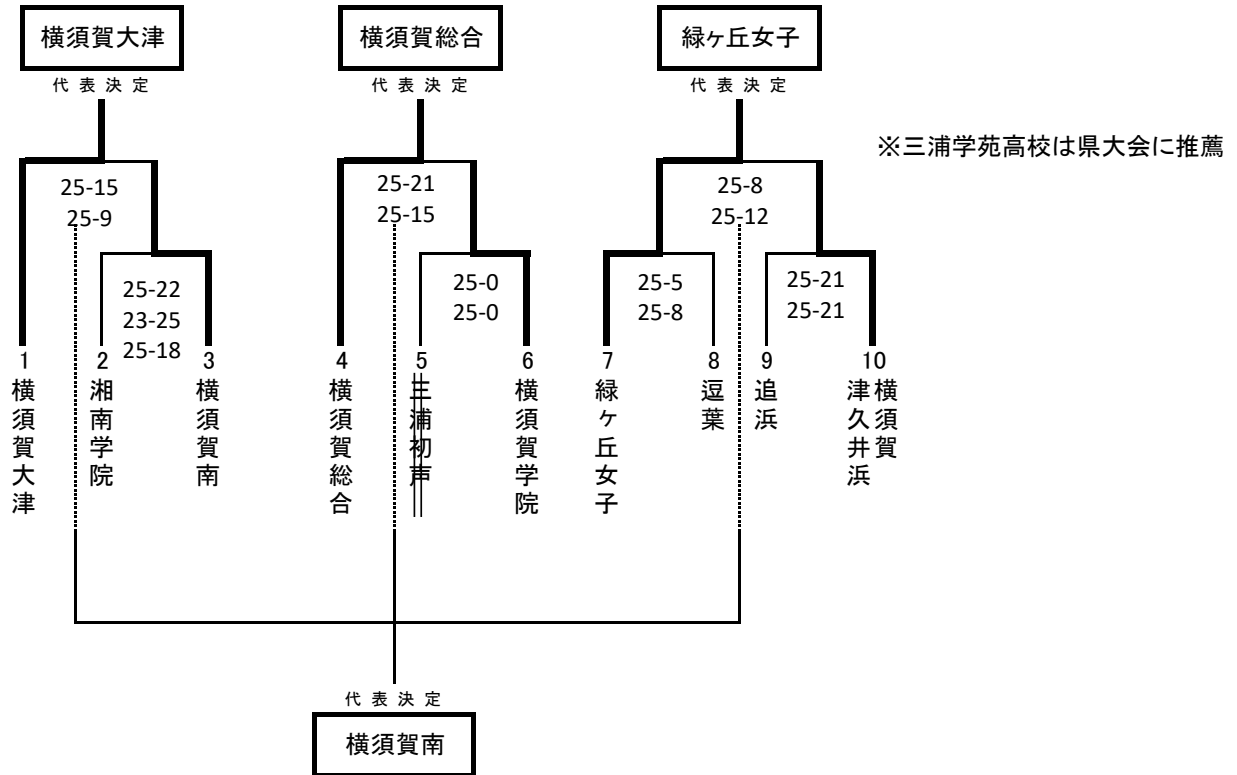 横須賀大津
横須賀総合
緑ヶ丘女子
代表決定
代表決定
代表決定
※三浦学苑高校は県大会に推薦
25-15
25-9
25-21
25-15
25-8
25-12
25-22
23-25
25-18
25-0
25-0
25-5
25-8
25-21
25-21
1
2
3
4
5
6
7
8
9
10
横須賀大津
湘南学院
横須賀南
横須賀総合
三浦初声
横須賀学院
緑ヶ丘女子
逗葉
追浜
横須賀
津久井浜
代表決定
横須賀南